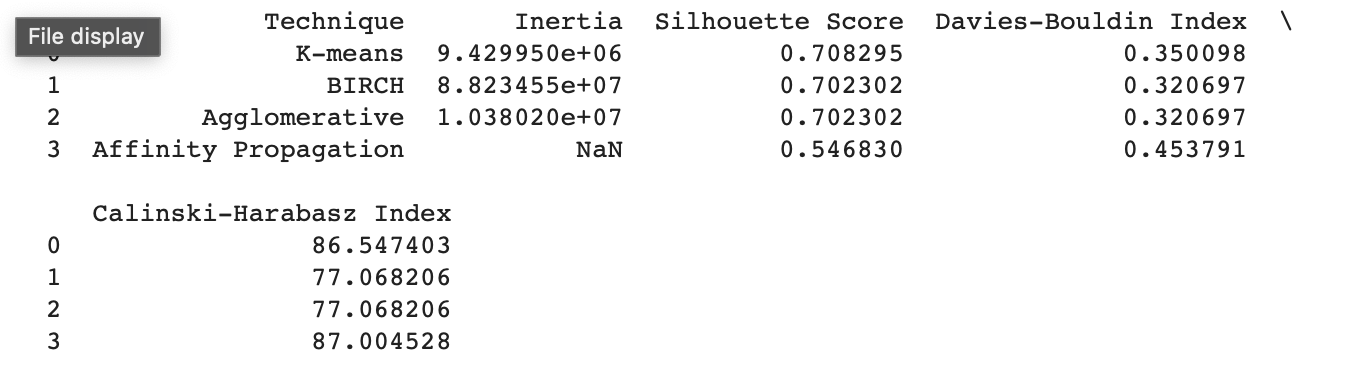 Technique Inertia Silhouette Score Davies-Bouldin Index \
File display
K-means 9.429950e+06 0.708295 0.350098
1 BIRCH 8.823455e+07 0.702302 0.320697
2 Agglomerative 1.038020e+07 0.702302 0.320697
3 Affinity Propagation NaN 0.546830 0.453791
Calinski-Harabasz Index
0 86.547403
1 77.068206
2 77.068206
3 87.004528